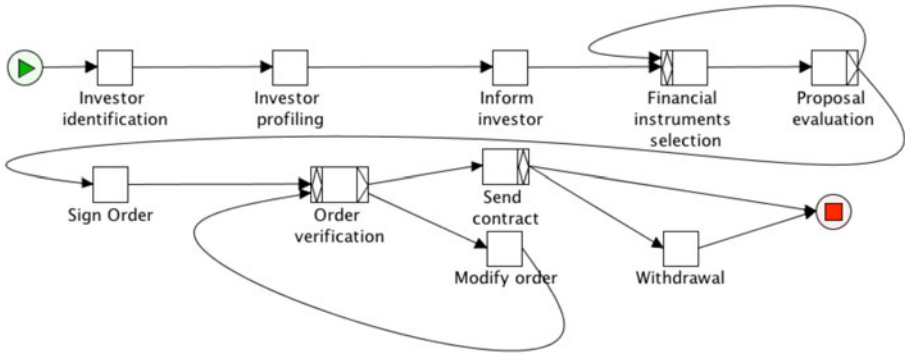 Investor
identification
Investor
profiling
Inform
investor
Financial
instruments
selection
Proposal
evaluation
Sign Order
Order
verification
Send
contract
Modify order
Withdrawal